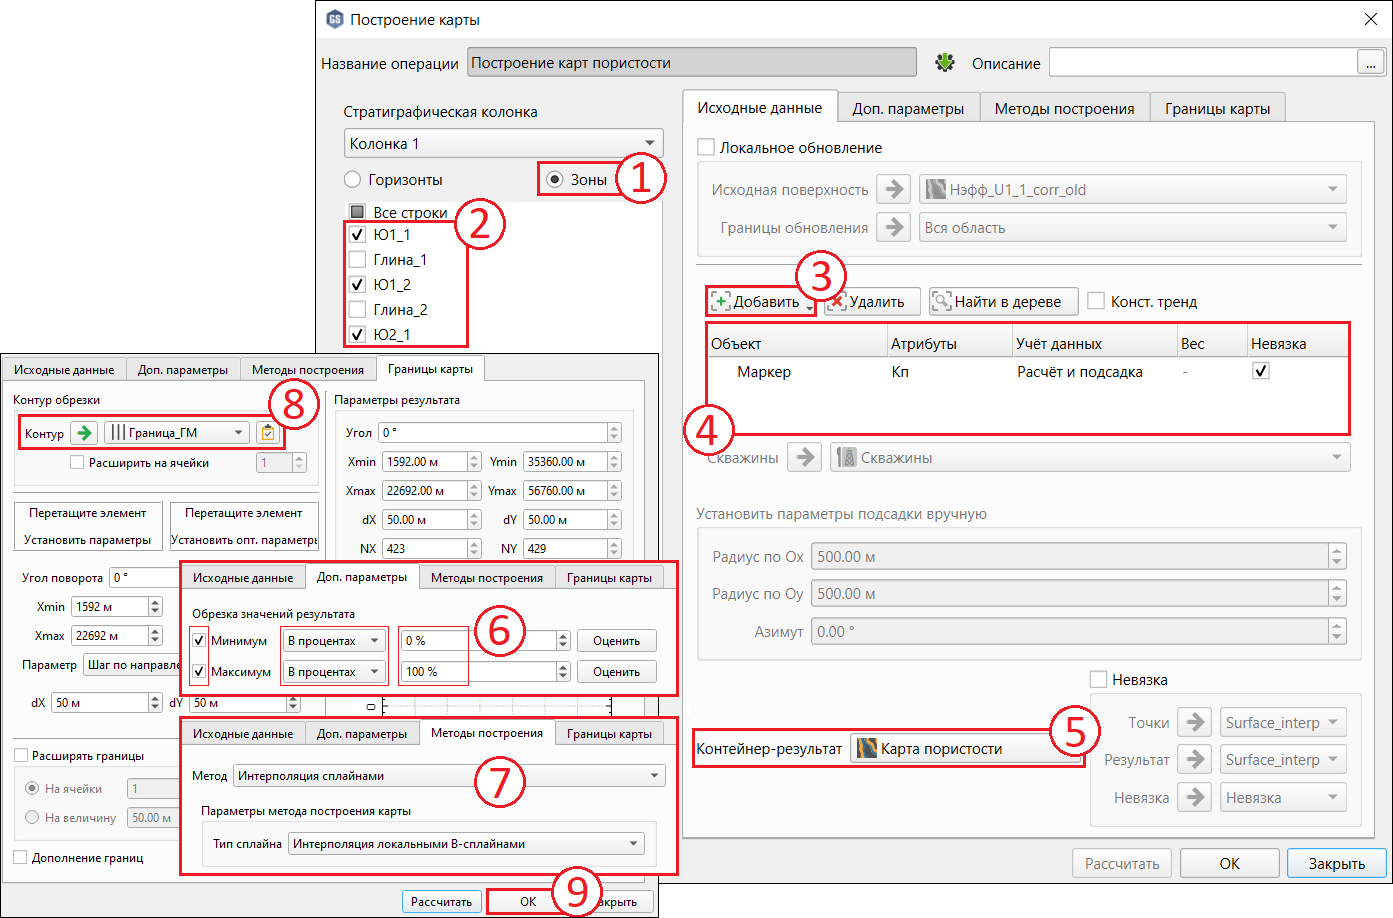 GS Построение карты
Название операции Построение карт пористости Описание ...
Стратиграфическая колонка
Колонка 1
Горизонты Зоны 1
Все строки 2
Ю1_1
Глина_1
Ю1_2
Глина_2
Ю2_1
Исходные данные Доп. параметры Методы построения Границы карты
Локальное обновление
Исходная поверхность Нэфф_U1_1_corr_old
Границы обновления Вся область
3
Добавить Удалить Найти в дереве Конст. тренд
Объект Атрибуты Учёт данных Вес Невязка
Маркер Кп Расчёт и подсадка -
4
Скважины Скважины
Установить параметры подсадки вручную
Радиус по Ox 500.00 м
Радиус по Oy 500.00 м
Азимут 0.00 °
Невязка
Точки Surface_interp
Результат Surface_interp
Невязка Невязка
Контейнер-результат Карта пористости 5
Рассчитать ОК Закрыть
Исходные данные Доп. параметры Методы построения Границы карты
Контур обрезки 8
Контур Граница_ГМ
Расширить на ячейки 1
Перетащите элемент Перетащите элемент
Установить параметры Установить опт. параметры
Параметры результата
Угол 0 °
Xmin 1592.00 м Ymin 35360.00 м
Xmax 22692.00 м Ymax 56760.00 м
dX 50.00 м dY 50.00 м
NX 423 NY 429
Угол поворота 0 °
Xmin 1592 м
Xmax 22692 м
Параметр Шаг по направле
dX 50 м dY 50 м
0
Расширять границы
На ячейки 1
На величину 50.00 м
Дополнение границ
Исходные данные Доп. параметры Методы построения Границы карты
Обрезка значений результата
Минимум В процентах 0 % 6 Оценить
Максимум В процентах 100 % Оценить
Исходные данные Доп. параметры Методы построения Границы карты
Метод Интерполяция сплайнами 7
Параметры метода построения карты
Тип сплайна Интерполяция локальными B-сплайнами
Рассчитать ОК 9 крыть